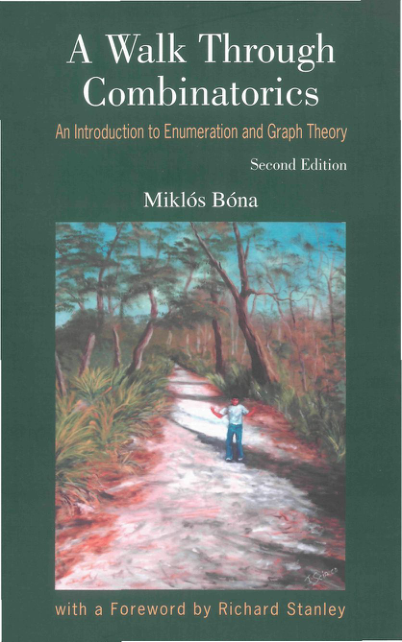 A Walk Through
Combinatorics
An Introduction to Enumeration and Graph Theory
Second Edition
Miklós Bóna
with a Foreword by Richard Stanley